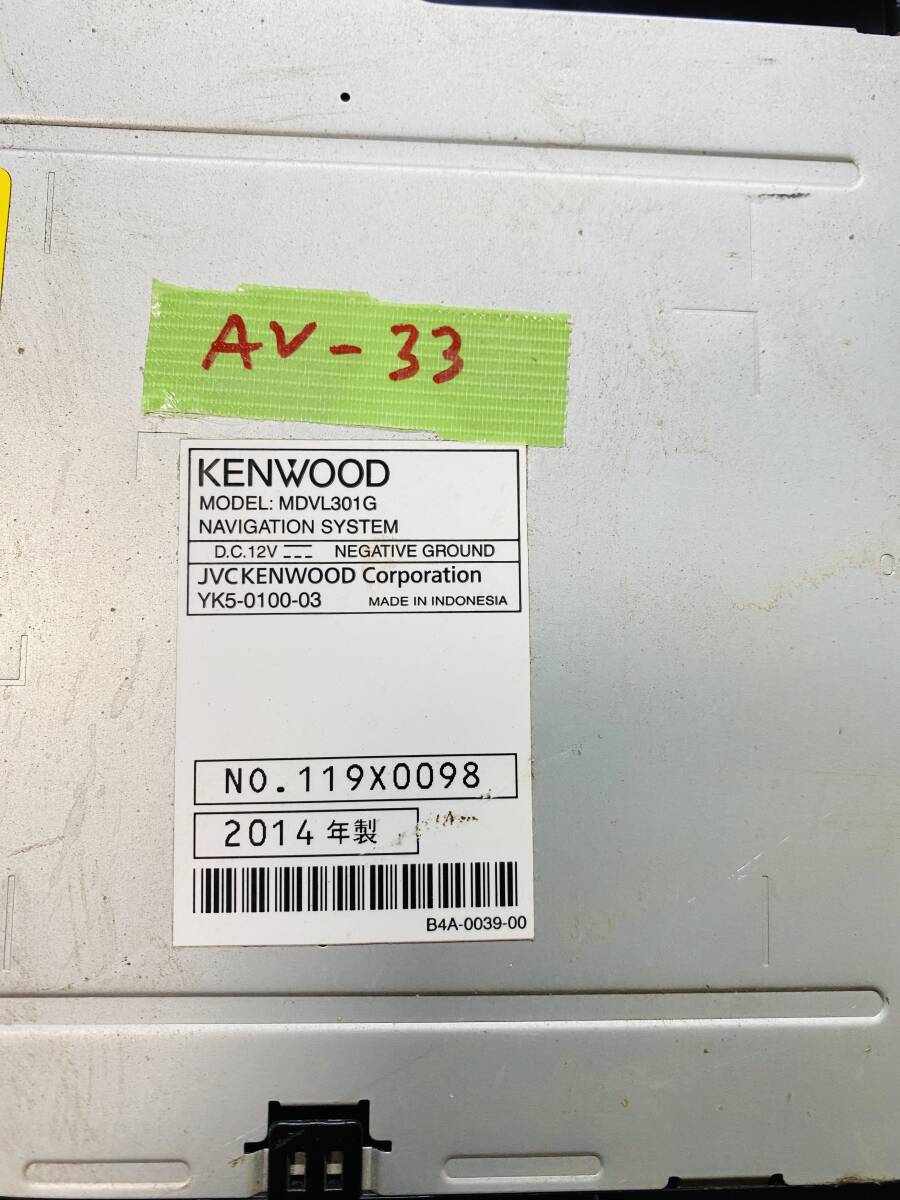 AV-33
KENWOOD
MODEL: MDVL301G
NAVIGATION SYSTEM
D.C.12V NEGATIVE GROUND
JVCKENWOOD Corporation
YK5-0100-03 MADE IN INDONESIA
NO.119X0098
2014年製
B4A-0039-00